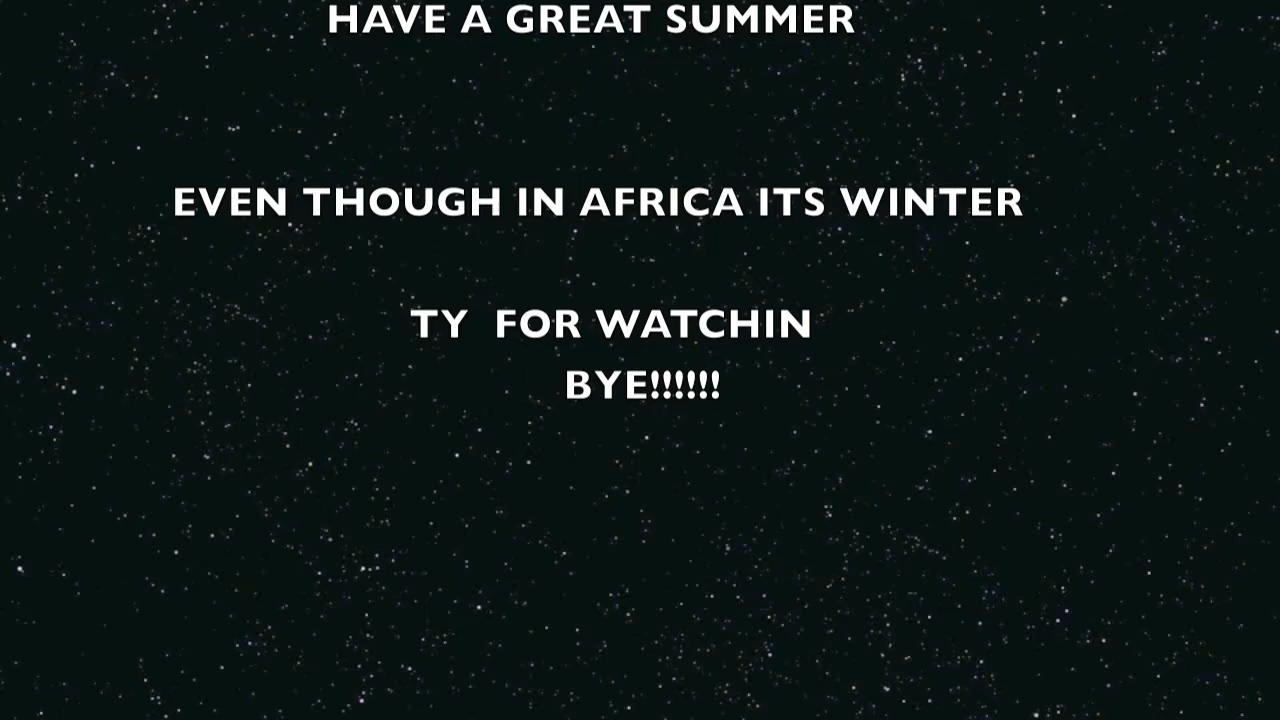 HAVE A GREAT SUMMER
EVEN THOUGH IN AFRICA ITS WINTER
TY  FOR WATCHIN
BYE!!!!!!